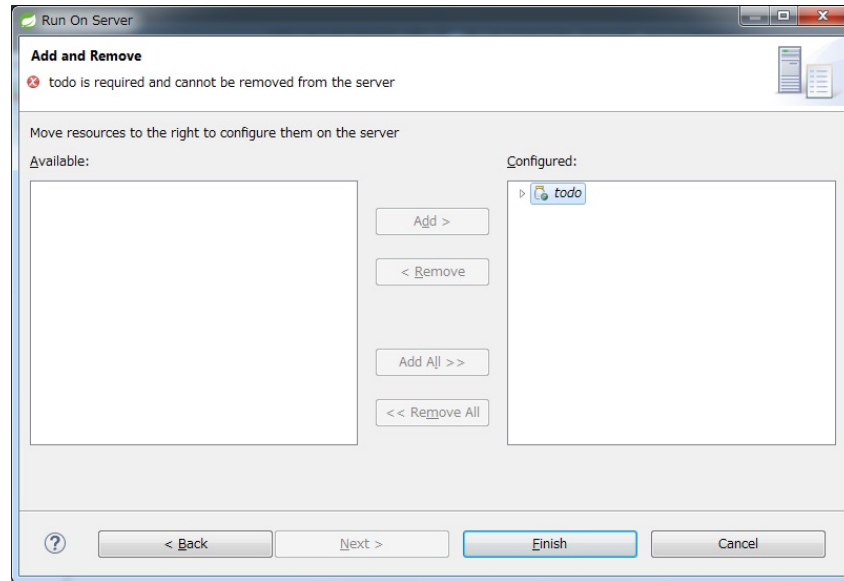 Run On Server
Add and Remove
todo is required and cannot be removed from the server
Move resources to the right to configure them on the server
Available:
Configured:
todo
Add >
< Remove
Add All >>
<< Remove All
? < Back Next > Finish Cancel